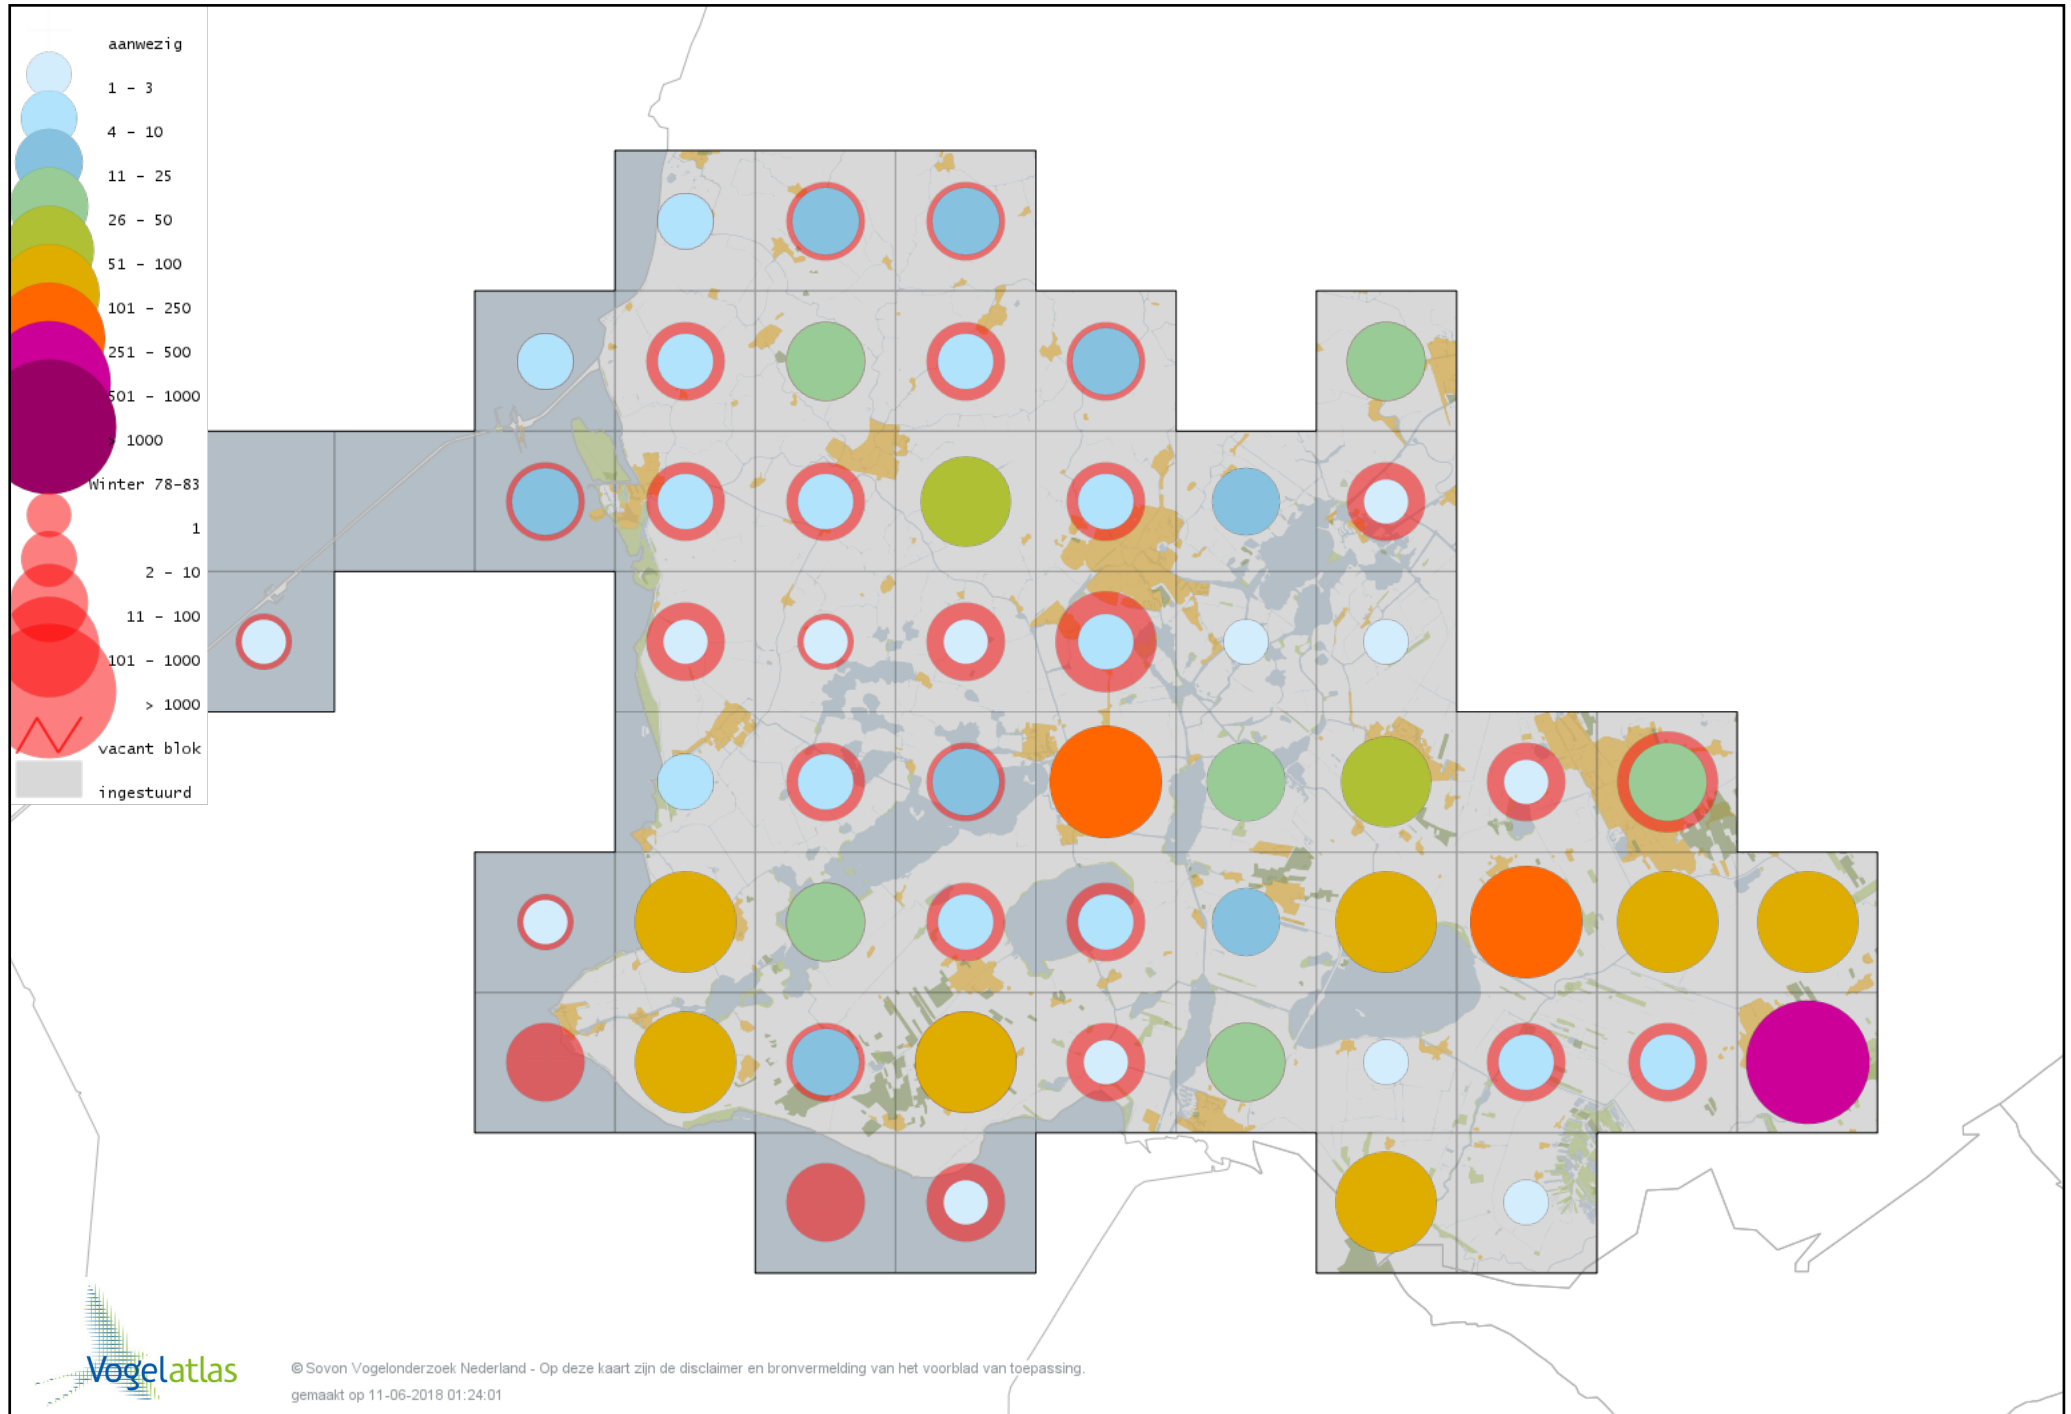 aanwezig
1 - 3
4 - 10
11 - 25
26 - 50
51 - 100
101 - 250
251 - 500
501 - 1000
> 1000
Winter 78-83
1
2 - 10
11 - 100
101 - 1000
> 1000
vacant blok
ingestuurd
Vogelatlas
© Sovon Vogelonderzoek Nederland - Op deze kaart zijn de disclaimer en bronvermelding van het voorblad van toepassing.
gemaakt op 11-06-2018 01:24:01